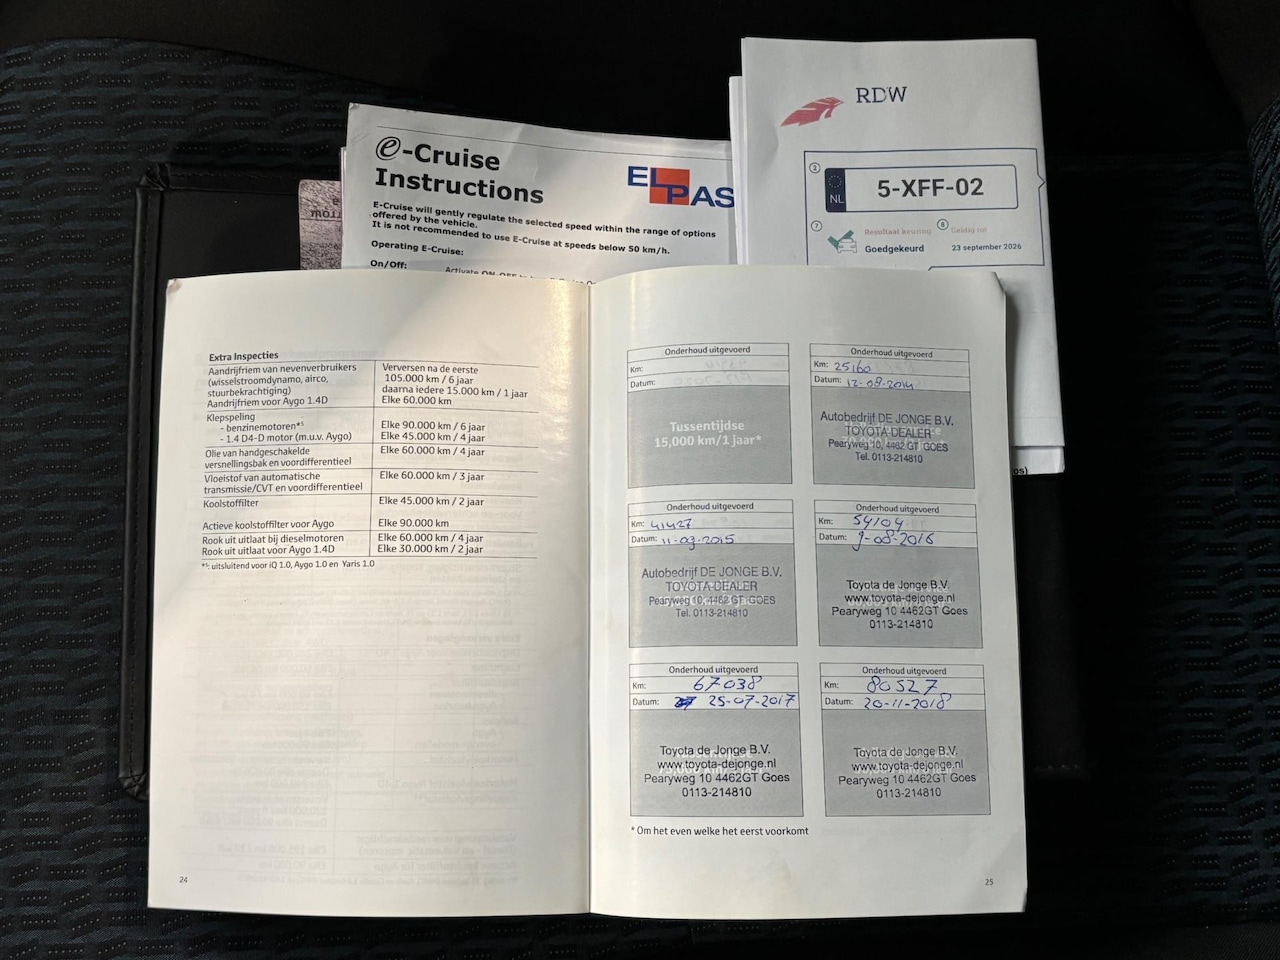 RDW
2
NL
5-XFF-02
7
Resultaat keuring
8
Geldig tot
Goedgekeurd
23 september 2026
e-Cruise
Instructions
ELPAS
E-Cruise will gently regulate the selected speed within the range of options
offered by the vehicle.
It is not recommended to use E-Cruise at speeds below 50 km/h.
Operating E-Cruise:
On/Off:
Activate ON-OFF
Extra Inspecties
Aandrijfriem van nevenverbruikers
(wisselstroomdynamo, airco,
stuurbekrachtiging)
Aandrijfriem voor Aygo 1.4D
Verversen na de eerste
105.000 km / 6 jaar
daarna iedere 15.000 km / 1 jaar
Elke 60.000 km
Klepspeling
- benzinemotoren*⁵
- 1.4 D4-D motor (m.u.v. Aygo)
Elke 90.000 km / 6 jaar
Elke 45.000 km / 4 jaar
Olie van handgeschakelde
versnellingsbak en voordifferentieel
Elke 60.000 km / 4 jaar
Vloeistof van automatische
transmissie/CVT en voordifferentieel
Elke 60.000 km / 3 jaar
Koolstoffilter
Elke 45.000 km / 2 jaar
Actieve koolstoffilter voor Aygo
Elke 90.000 km
Rook uit uitlaat bij dieselmotoren
Rook uit uitlaat voor Aygo 1.4D
Elke 60.000 km / 4 jaar
Elke 30.000 km / 2 jaar
*⁵: uitsluitend voor iQ 1.0, Aygo 1.0 en Yaris 1.0
24
Onderhoud uitgevoerd
Km:
Datum:
Tussentijdse
15,000 km/1 jaar*
Onderhoud uitgevoerd
Km: 25160
Datum: 12-08-2014
Autobedrijf DE JONGE B.V.
TOYOTA-DEALER
Pearyweg 10, 4462 GT GOES
Tel. 0113-214810
Onderhoud uitgevoerd
Km: 41427
Datum: 11-03-2015
Autobedrijf DE JONGE B.V.
TOYOTA-DEALER
Pearyweg 10, 4462 GT GOES
Tel. 0113-214810
Onderhoud uitgevoerd
Km: 54104
Datum: 9-08-2016
Toyota de Jonge B.V.
www.toyota-dejonge.nl
Pearyweg 10 4462GT Goes
0113-214810
Onderhoud uitgevoerd
Km: 67038
Datum: 25-07-2017
Toyota de Jonge B.V.
www.toyota-dejonge.nl
Pearyweg 10 4462GT Goes
0113-214810
Onderhoud uitgevoerd
Km: 80527
Datum: 20-11-2018
Toyota de Jonge B.V.
www.toyota-dejonge.nl
Pearyweg 10 4462GT Goes
0113-214810
* Om het even welke het eerst voorkomt
25